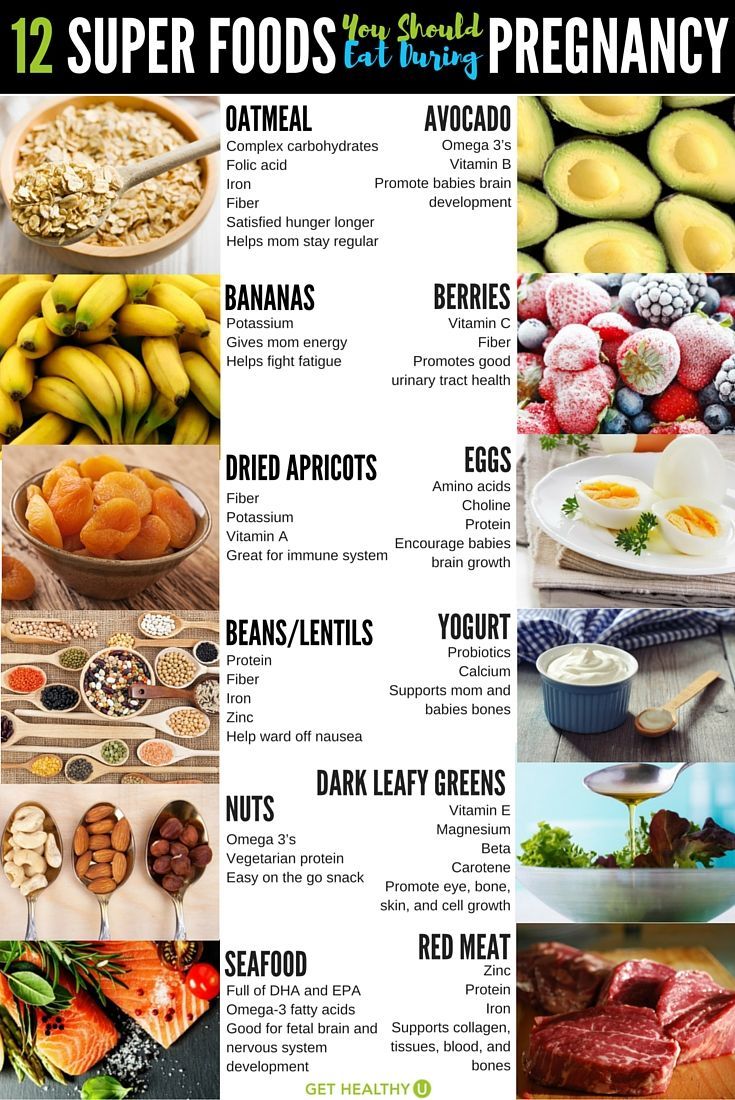 12 SUPER FOODS You Should Eat During PREGNANCY
OATMEAL
Complex carbohydrates
Folic acid
Iron
Fiber
Satisfied hunger longer
Helps mom stay regular
AVOCADO
Omega 3's
Vitamin B
Promote babies brain
development
BANANAS
Potassium
Gives mom energy
Helps fight fatigue
BERRIES
Vitamin C
Fiber
Promotes good
urinary tract health
DRIED APRICOTS
Fiber
Potassium
Vitamin A
Great for immune system
EGGS
Amino acids
Choline
Protein
Encourage babies
brain growth
BEANS/LENTILS
Protein
Fiber
Iron
Zinc
Help ward off nausea
YOGURT
Probiotics
Calcium
Supports mom and
babies bones
NUTS
Omega 3's
Vegetarian protein
Easy on the go snack
DARK LEAFY GREENS
Vitamin E
Magnesium
Beta
Carotene
Promote eye, bone,
skin, and cell growth
SEAFOOD
Full of DHA and EPA
Omega-3 fatty acids
Good for fetal brain and
nervous system
development
RED MEAT
Zinc
Protein
Iron
Supports collagen,
tissues, blood, and
bones
GET HEALTHY U